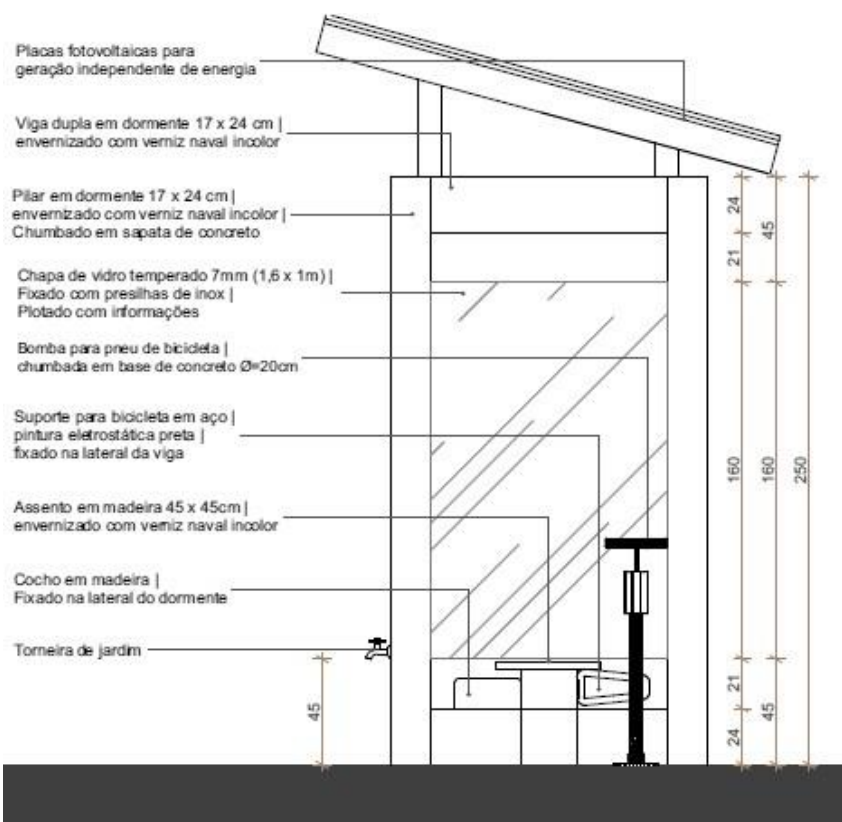 Placas fotovoltaicas para
geração independente de energia
Viga dupla em dormente 17 x 24 cm |
envernizado com verniz naval incolor
Pilar em dormente 17 x 24 cm |
envernizado com verniz naval incolor |
Chumbado em sapata de concreto
Chapa de vidro temperado 7mm (1,6 x 1m) |
Fixado com presilhas de inox |
Plotado com informações
Bomba para pneu de bicicleta |
chumbada em base de concreto Ø=20cm
Suporte para bicicleta em aço |
pintura eletrostática preta |
fixado na lateral da viga
Assento em madeira 45 x 45cm |
envernizado com verniz naval incolor
Cocho em madeira |
Fixado na lateral do dormente
Torneira de jardim
45
24
21
160
21
24
45
160
45
250